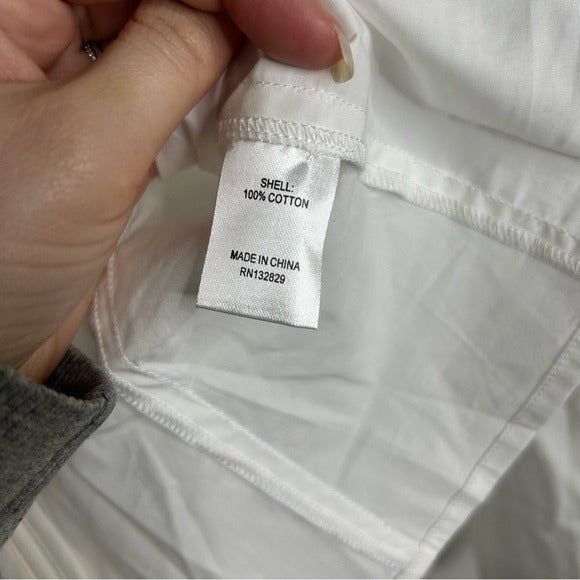 SHELL:
100% COTTON
MADE IN CHINA
RN132829